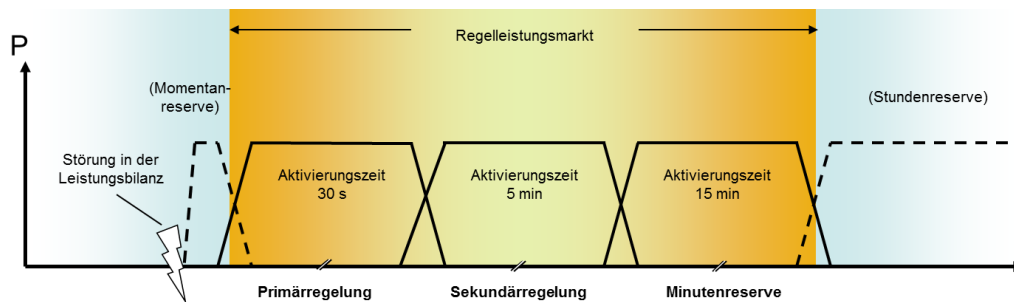 Regelleistungsmarkt
P
(Momentan-
reserve)
(Stundenreserve)
Störung in der
Leistungsbilanz
Aktivierungszeit
30 s
Aktivierungszeit
5 min
Aktivierungszeit
15 min
Primärregelung
Sekundärregelung
Minutenreserve